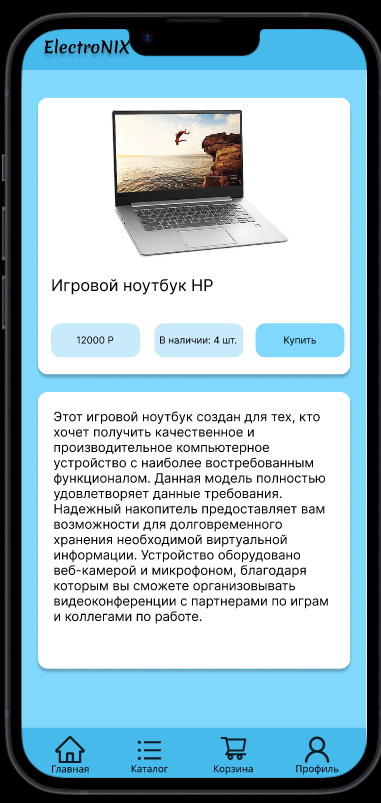 ElectroNIX
Игровой ноутбук HP
12000 Р
В наличии: 4 шт.
Купить
Этот игровой ноутбук создан для тех, кто
хочет получить качественное и
производительное компьютерное
устройство с наиболее востребованным
функционалом. Данная модель полностью
удовлетворяет данные требования.
Надежный накопитель предоставляет вам
возможности для долговременного
хранения необходимой виртуальной
информации. Устройство оборудовано
веб-камерой и микрофоном, благодаря
которым вы сможете организовывать
видеоконференции с партнерами по играм
и коллегами по работе.
Главная
Каталог
Корзина
Профиль